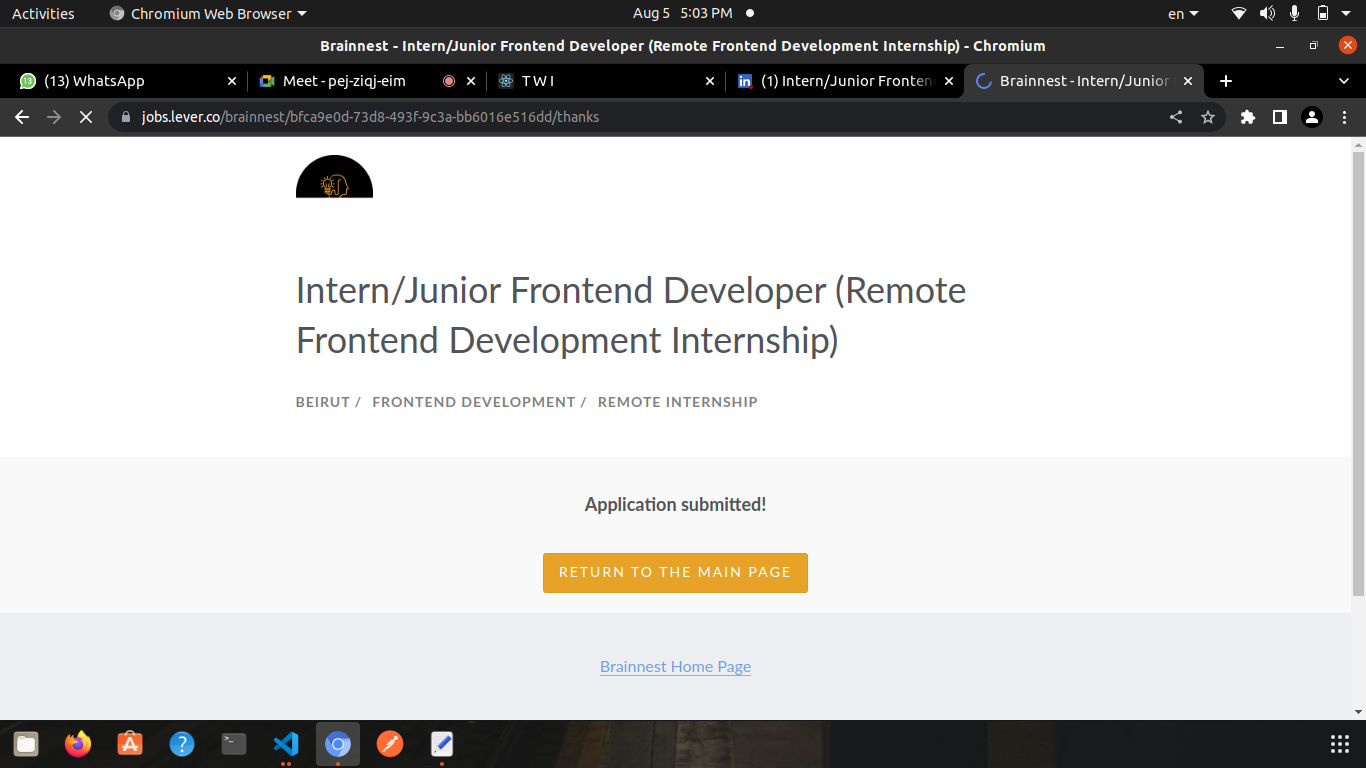 Activities
Chromium Web Browser
Aug 5 5:03 PM
en
Brainnest - Intern/Junior Frontend Developer (Remote Frontend Development Internship) - Chromium
13
(13) WhatsApp
Meet - pej-ziqj-eim
T W I
in
(1) Intern/Junior Fronten
Brainnest - Intern/Junior
jobs.lever.co/brainnest/bfca9e0d-73d8-493f-9c3a-bb6016e516dd/thanks
Intern/Junior Frontend Developer (Remote
Frontend Development Internship)
BEIRUT / FRONTEND DEVELOPMENT / REMOTE INTERNSHIP
Application submitted!
RETURN TO THE MAIN PAGE
Brainnest Home Page